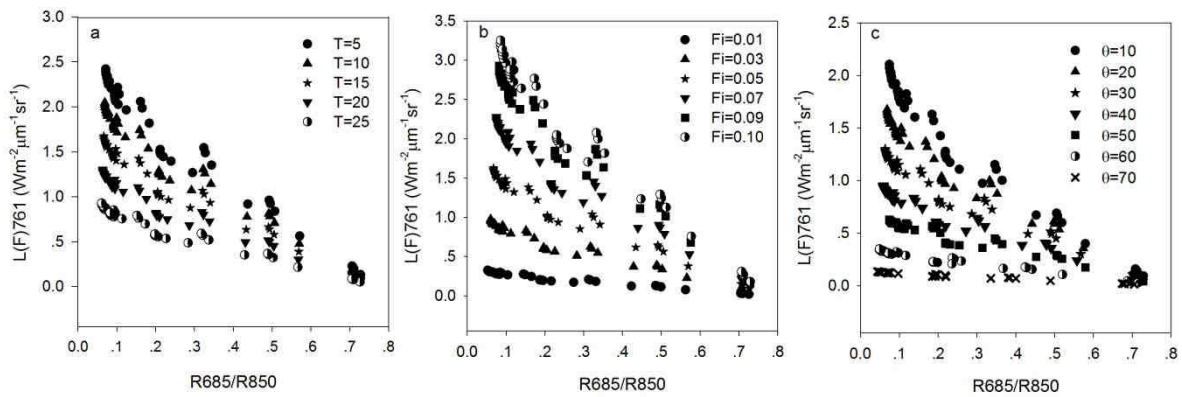 a
T=5
T=10
T=15
T=20
T=25
3.0
2.5
2.0
1.5
1.0
.5
0.0
L(F)761 (Wm-2μm-1sr-1)
0.0 .1 .2 .3 .4 .5 .6 .7 .8
R685/R850
b
Fi=0.01
Fi=0.03
Fi=0.05
Fi=0.07
Fi=0.09
Fi=0.10
3.5
3.0
2.5
2.0
1.5
1.0
.5
0.0
L(F)761 (Wm-2μm-1sr-1)
0.0 .1 .2 .3 .4 .5 .6 .7 .8
R685/R850
c
θ=10
θ=20
θ=30
θ=40
θ=50
θ=60
θ=70
2.5
2.0
1.5
1.0
.5
0.0
L(F)761 (Wm-2μm-1sr-1)
0.0 .1 .2 .3 .4 .5 .6 .7 .8
R685/R850